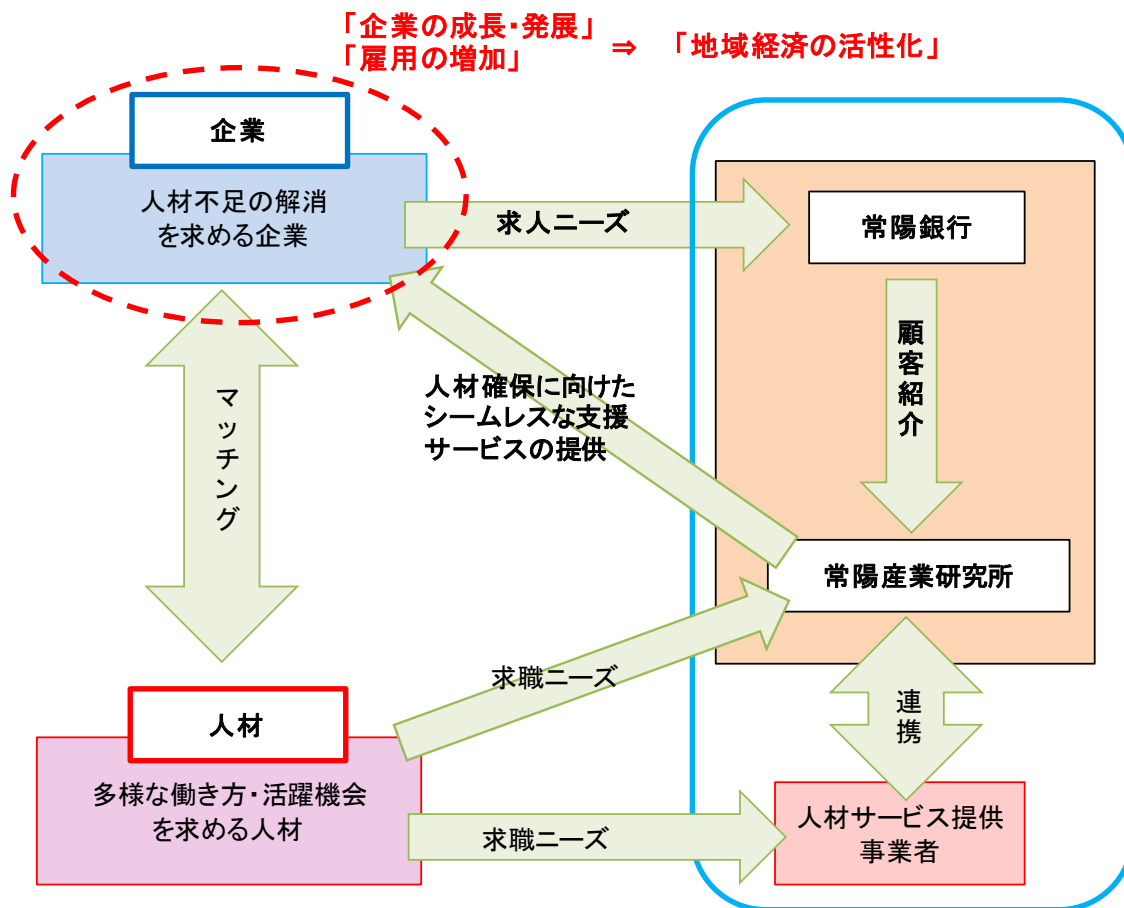 「企業の成長・発展」
「雇用の増加」
⇒ 「地域経済の活性化」
企業
人材不足の解消
を求める企業
求人ニーズ
常陽銀行
顧客紹介
人材確保に向けた
シームレスな支援
サービスの提供
マッチング
常陽産業研究所
求職ニーズ
連携
人材
多様な働き方・活躍機会
を求める人材
求職ニーズ
人材サービス提供
事業者